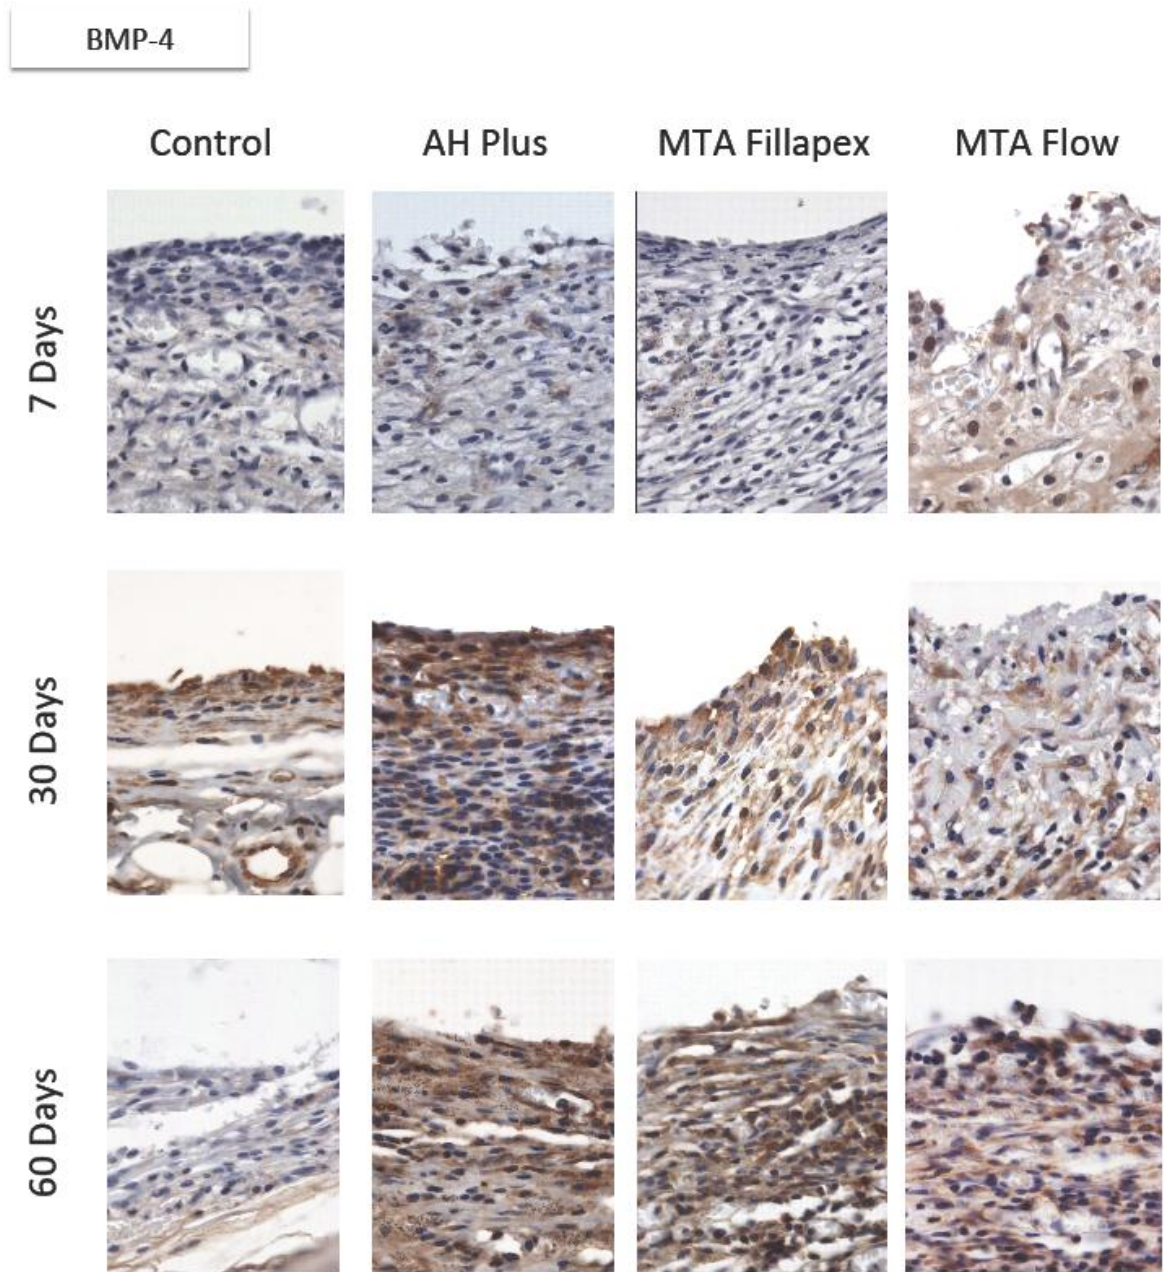 BMP-4
Control AH Plus MTA Fillapex MTA Flow
7 Days
30 Days
60 Days